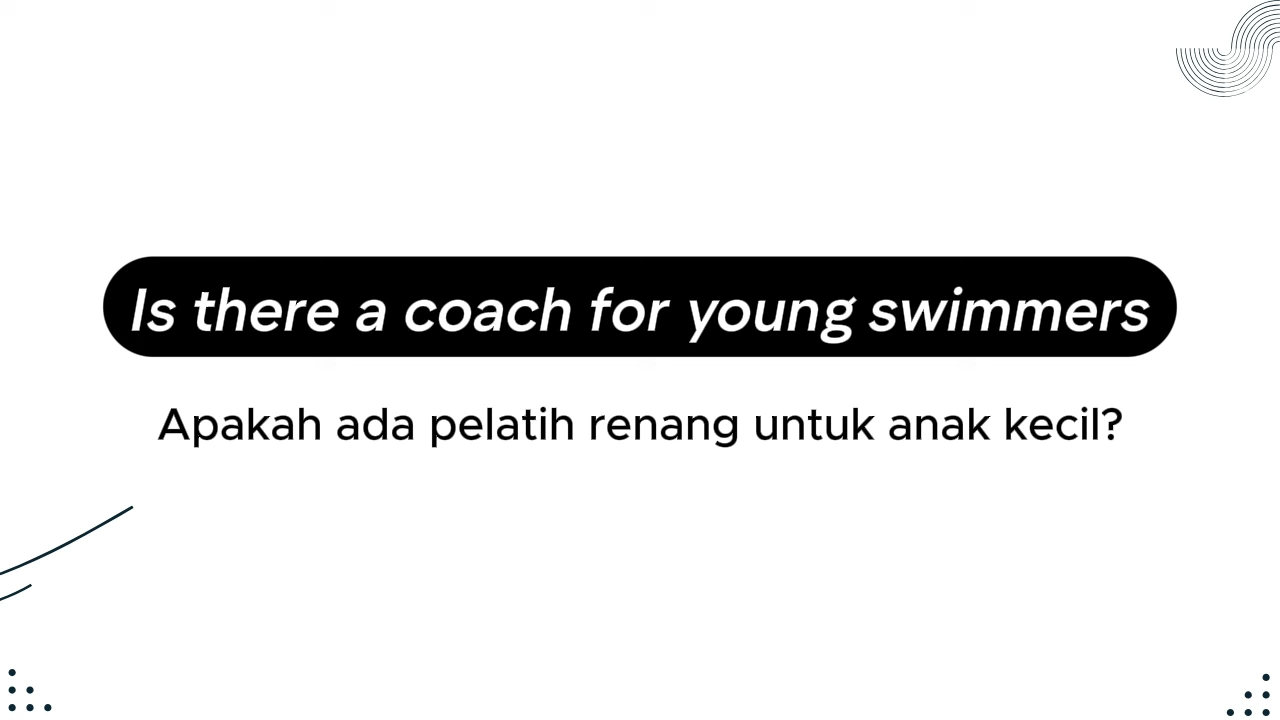 Is there a coach for young swimmers
Apakah ada pelatih renang untuk anak kecil?